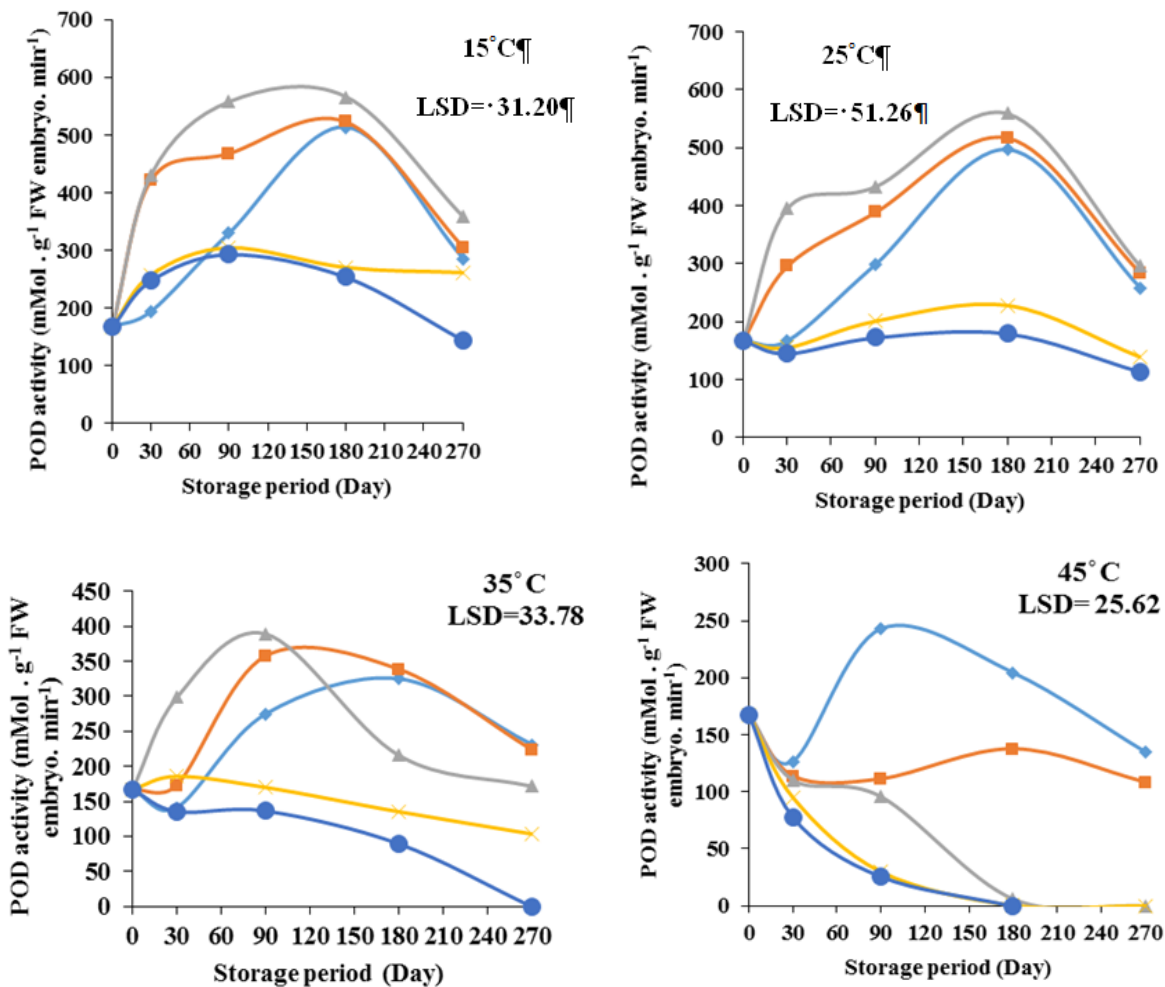 POD activity (mMol . g-1 FW embryo. min-1)
700
600
500
400
300
200
100
0
15°C¶
LSD=·31.20¶
0 30 60 90 120 150 180 210 240 270
Storage period (Day)
POD activity (mMol . g-1 FW embryo. min-1)
700
600
500
400
300
200
100
0
25°C¶
LSD=·51.26¶
0 30 60 90 120 150 180 210 240 270
Storage period (Day)
POD activity (mMol . g-1 FW
embryo. min-1)
450
400
350
300
250
200
150
100
50
0
35°C
LSD=33.78
0 30 60 90 120 150 180 210 240 270
Storage period (Day)
POD activity (mMol . g-1 FW
embryo. min-1)
300
250
200
150
100
50
0
45°C
LSD= 25.62
0 30 60 90 120 150 180 210 240 270
Storage period (Day)